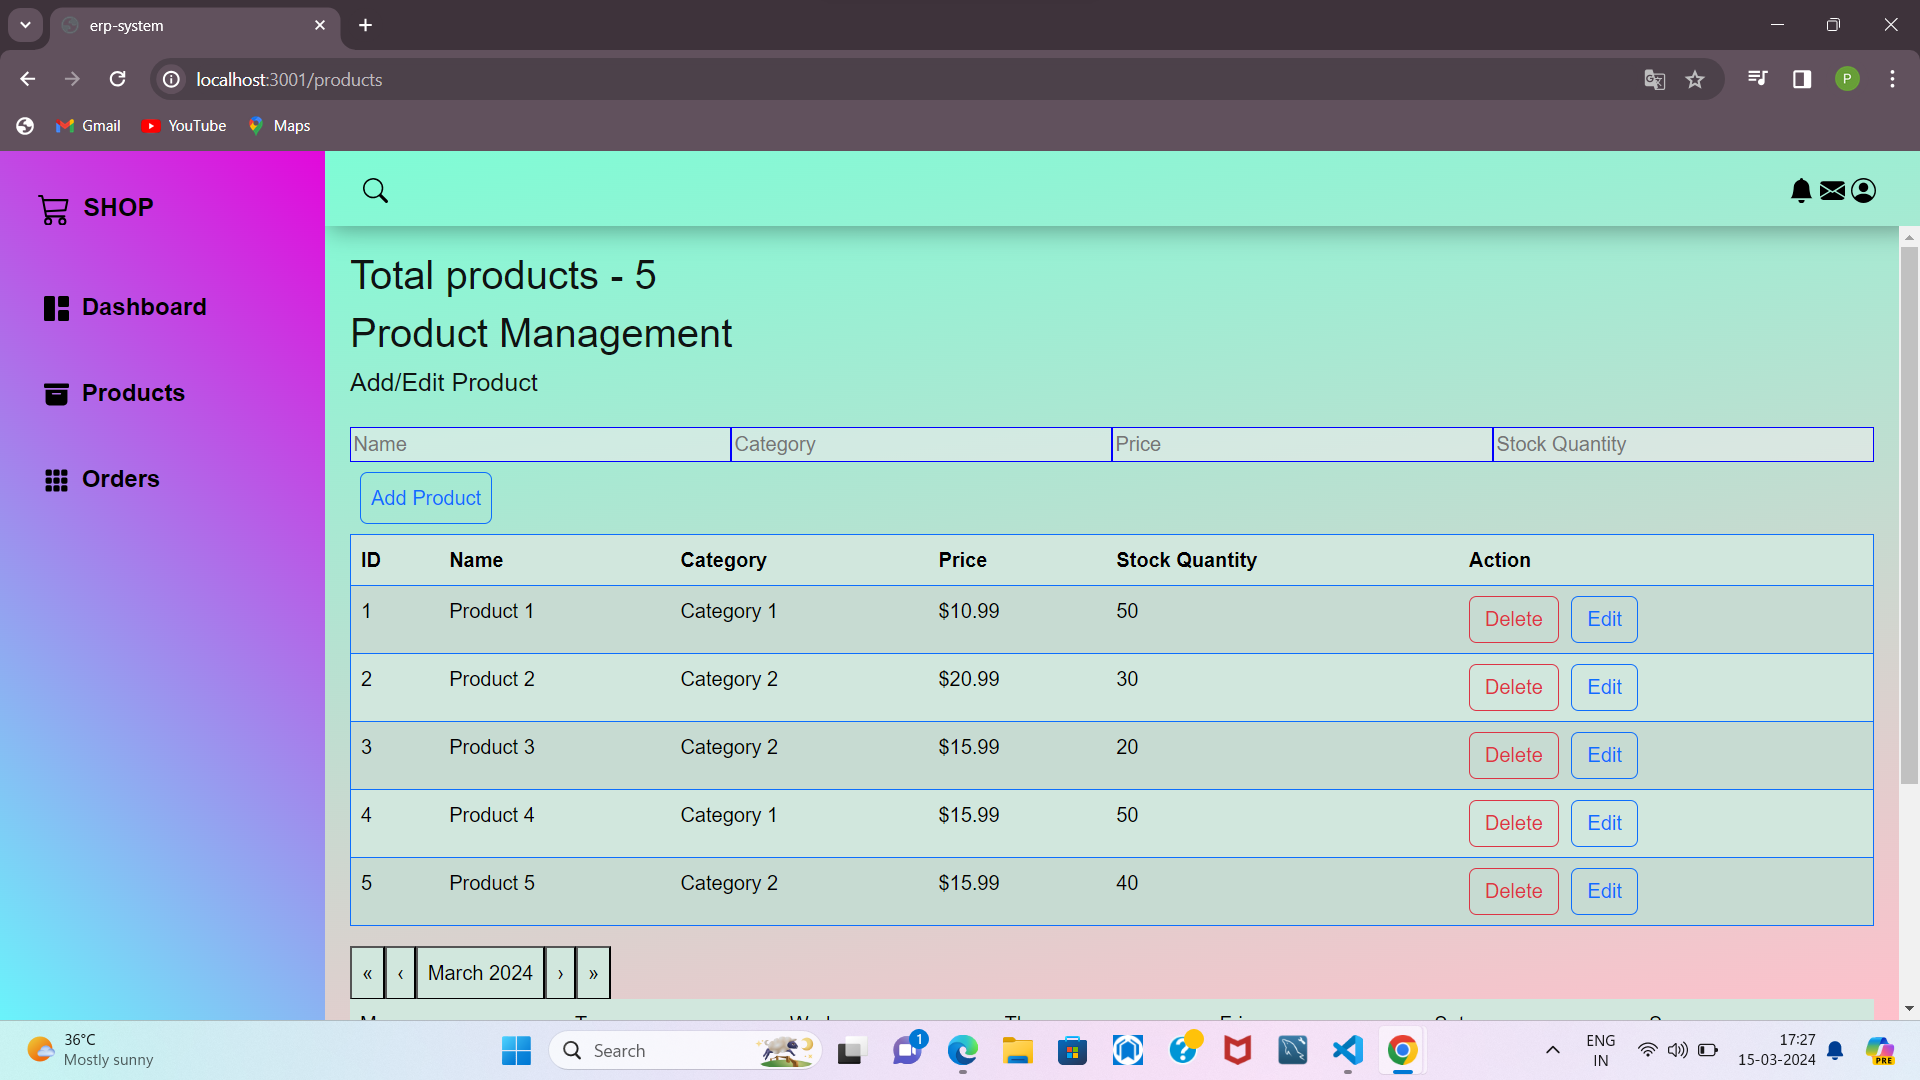 erp-system
localhost:3001/products
Gmail YouTube Maps
SHOP
Dashboard
Products
Orders
Total products - 5
Product Management
Add/Edit Product
Name Category Price Stock Quantity
Add Product
ID Name Category Price Stock Quantity Action
1 Product 1 Category 1 $10.99 50 Delete Edit
2 Product 2 Category 2 $20.99 30 Delete Edit
3 Product 3 Category 2 $15.99 20 Delete Edit
4 Product 4 Category 1 $15.99 50 Delete Edit
5 Product 5 Category 2 $15.99 40 Delete Edit
« ‹ March 2024 › »
36°C
Mostly sunny
Search
1
ENG
IN
17:27
15-03-2024
P
PRE